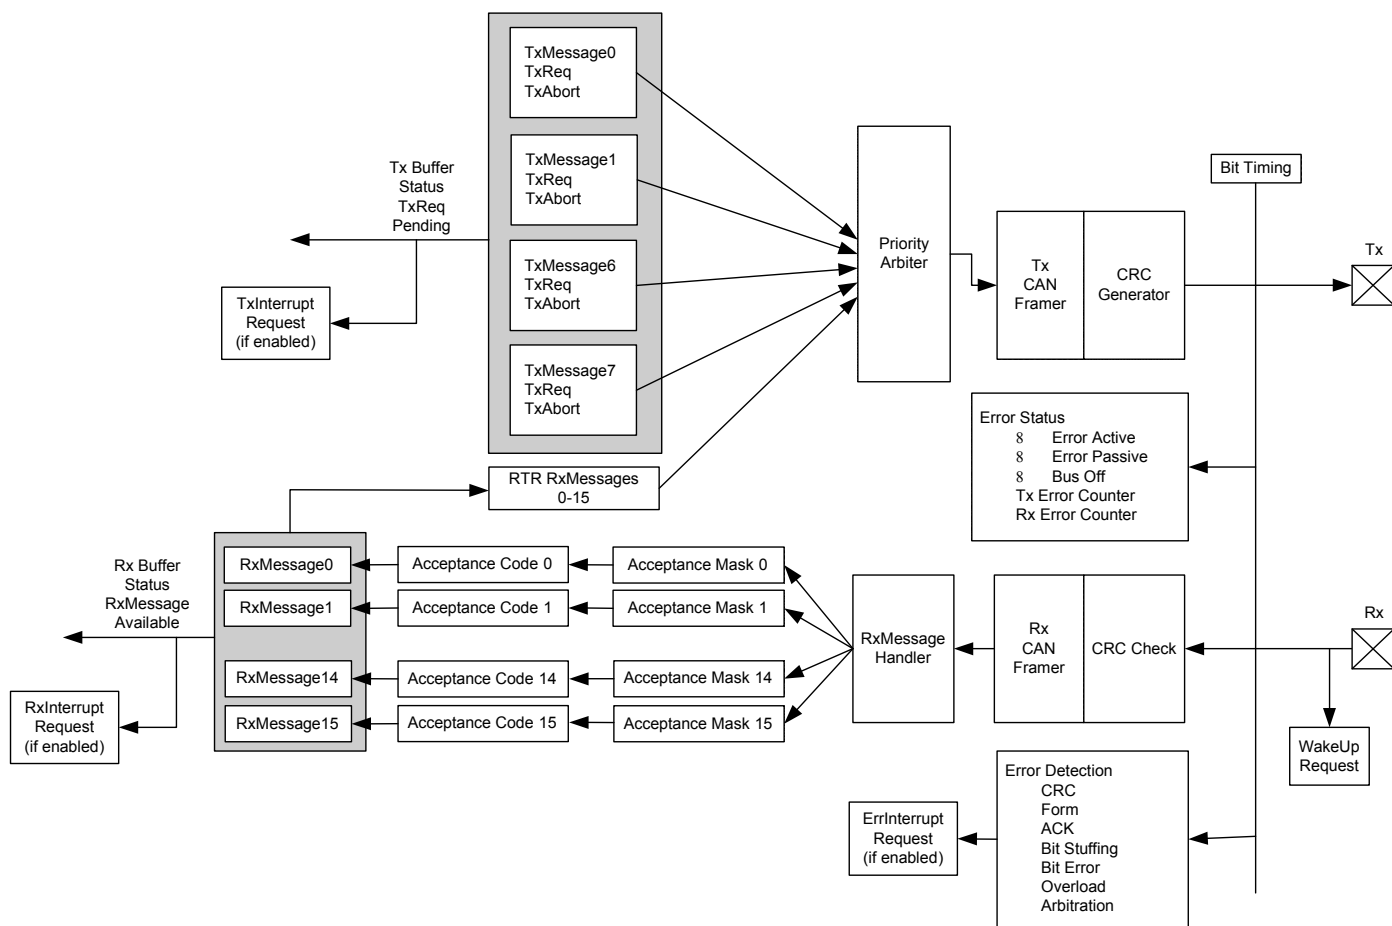 TxMessage0
TxReq
TxAbort
TxMessage1
TxReq
TxAbort
TxMessage6
TxReq
TxAbort
TxMessage7
TxReq
TxAbort
Tx Buffer
Status
TxReq
Pending
TxInterrupt
Request
(if enabled)
Priority
Arbiter
Tx
CAN
Framer
CRC
Generator
Bit Timing
Tx
Error Status
8 Error Active
8 Error Passive
8 Bus Off
Tx Error Counter
Rx Error Counter
RTR RxMessages
0-15
Rx Buffer
Status
RxMessage
Available
RxInterrupt
Request
(if enabled)
RxMessage0
Acceptance Code 0
Acceptance Mask 0
RxMessage1
Acceptance Code 1
Acceptance Mask 1
RxMessage14
Acceptance Code 14
Acceptance Mask 14
RxMessage15
Acceptance Code 15
Acceptance Mask 15
RxMessage
Handler
Rx
CAN
Framer
CRC Check
Rx
WakeUp
Request
ErrInterrupt
Request
(if enabled)
Error Detection
CRC
Form
ACK
Bit Stuffing
Bit Error
Overload
Arbitration